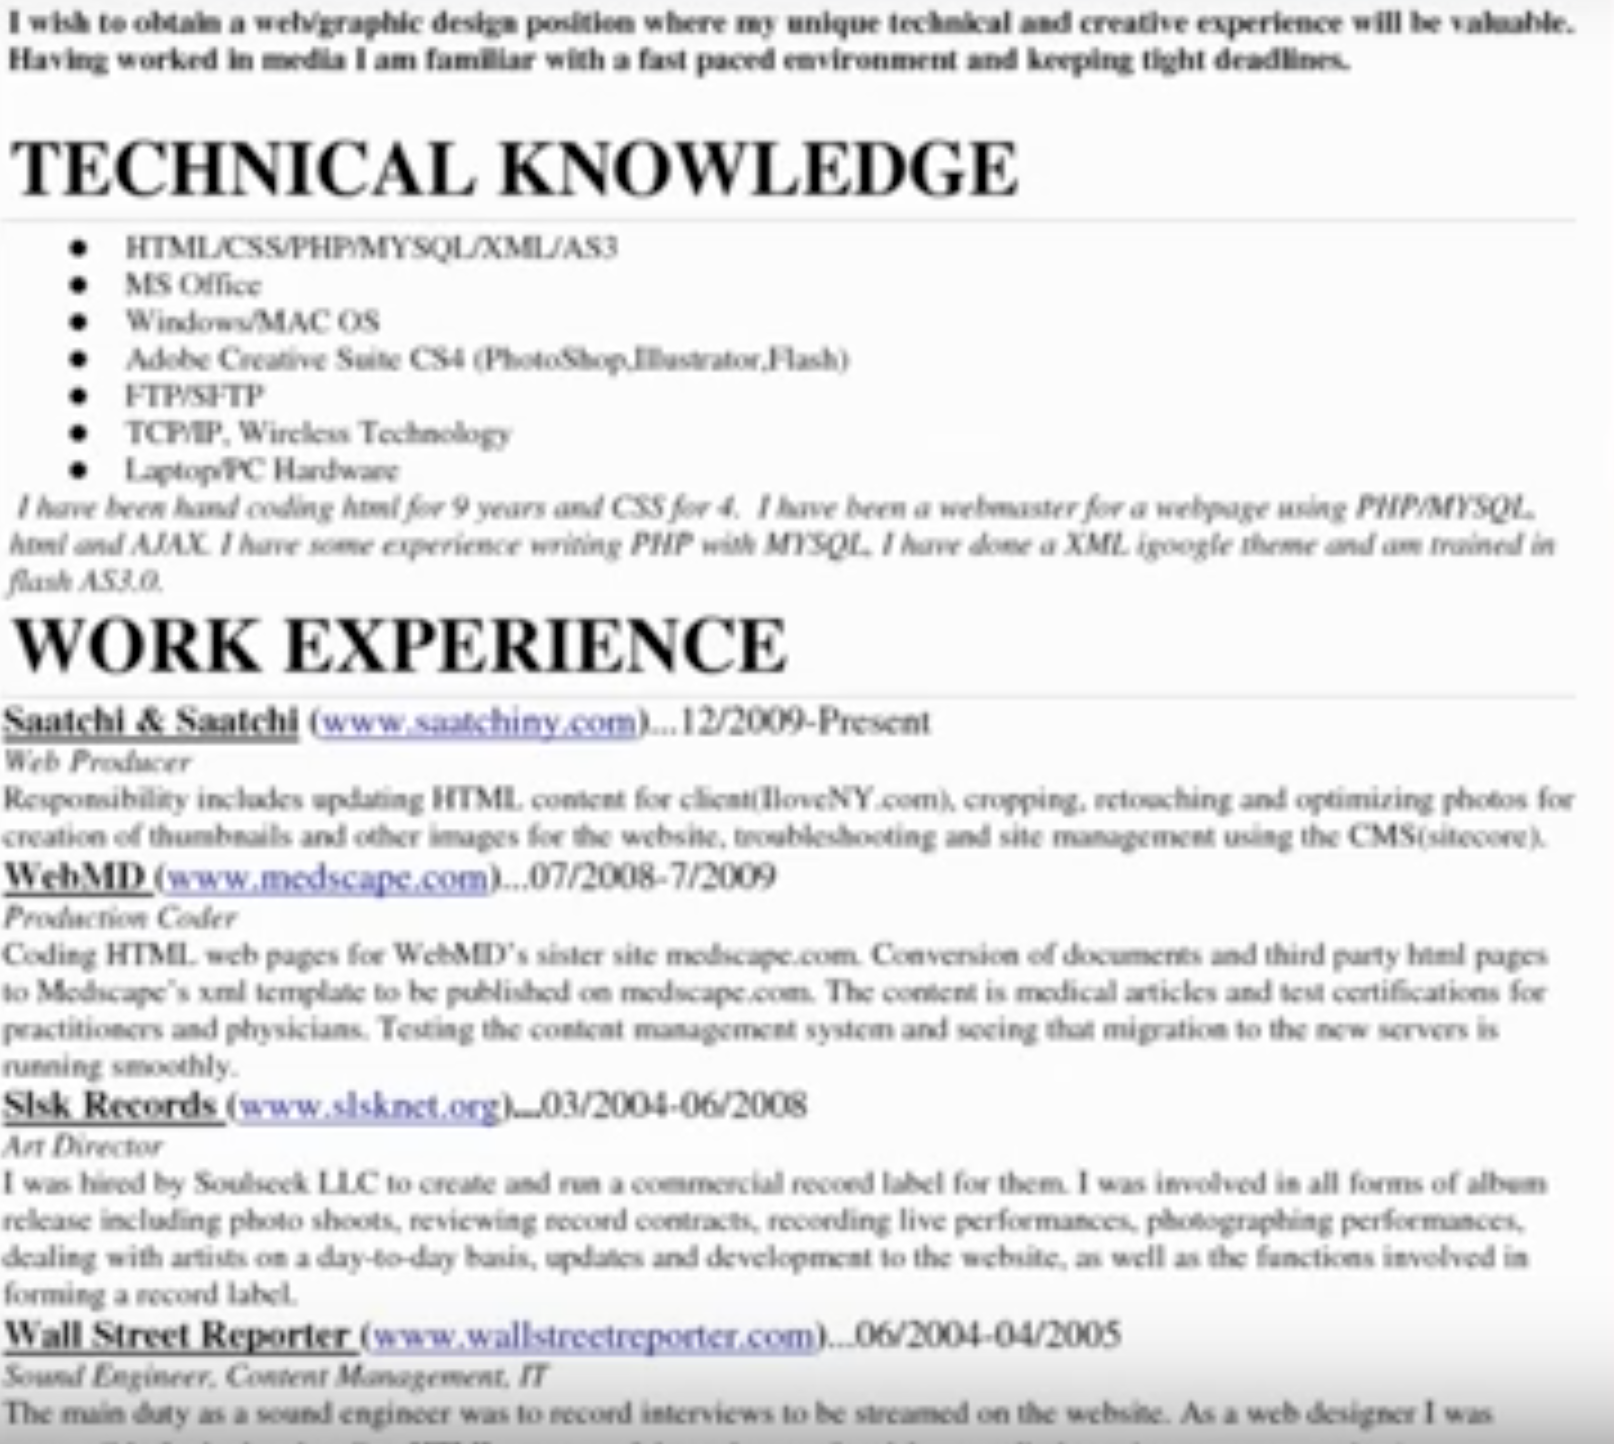 I wish to obtain a web/graphic design position where my unique technical and creative experience will be valuable.
Having worked in media I am familiar with a fast paced environment and keeping tight deadlines.
TECHNICAL KNOWLEDGE
● HTML/CSS/PHP/MYSQL/XML/AS3
● MS Office
● Windows/MAC OS
● Adobe Creative Suite CS4 (PhotoShop,Illustrator,Flash)
● FTP/SFTP
● TCP/IP, Wireless Technology
● Laptop/PC Hardware
I have been hand coding html for 9 years and CSS for 4. I have been a webmaster for a webpage using PHP/MYSQL,
html and AJAX. I have some experience writing PHP with MYSQL, I have done a XML igoogle theme and am trained in
flash AS3.0.
WORK EXPERIENCE
Saatchi & Saatchi (www.saatchiny.com)...12/2009-Present
Web Producer
Responsibility includes updating HTML content for client(IloveNY.com), cropping, retouching and optimizing photos for
creation of thumbnails and other images for the website, troubleshooting and site management using the CMS(sitecore).
WebMD (www.medscape.com)...07/2008-7/2009
Production Coder
Coding HTML web pages for WebMD's sister site medscape.com. Conversion of documents and third party html pages
to Medscape's xml template to be published on medscape.com. The content is medical articles and test certifications for
practitioners and physicians. Testing the content management system and seeing that migration to the new servers is
running smoothly.
Slsk Records (www.slsknet.org)...03/2004-06/2008
Art Director
I was hired by Soulseek LLC to create and run a commercial record label for them. I was involved in all forms of album
release including photo shoots, reviewing record contracts, recording live performances, photographing performances,
dealing with artists on a day-to-day basis, updates and development to the website, as well as the functions involved in
forming a record label.
Wall Street Reporter (www.wallstreetreporter.com)...06/2004-04/2005
Sound Engineer, Content Management, IT
The main duty as a sound engineer was to record interviews to be streamed on the website. As a web designer I was